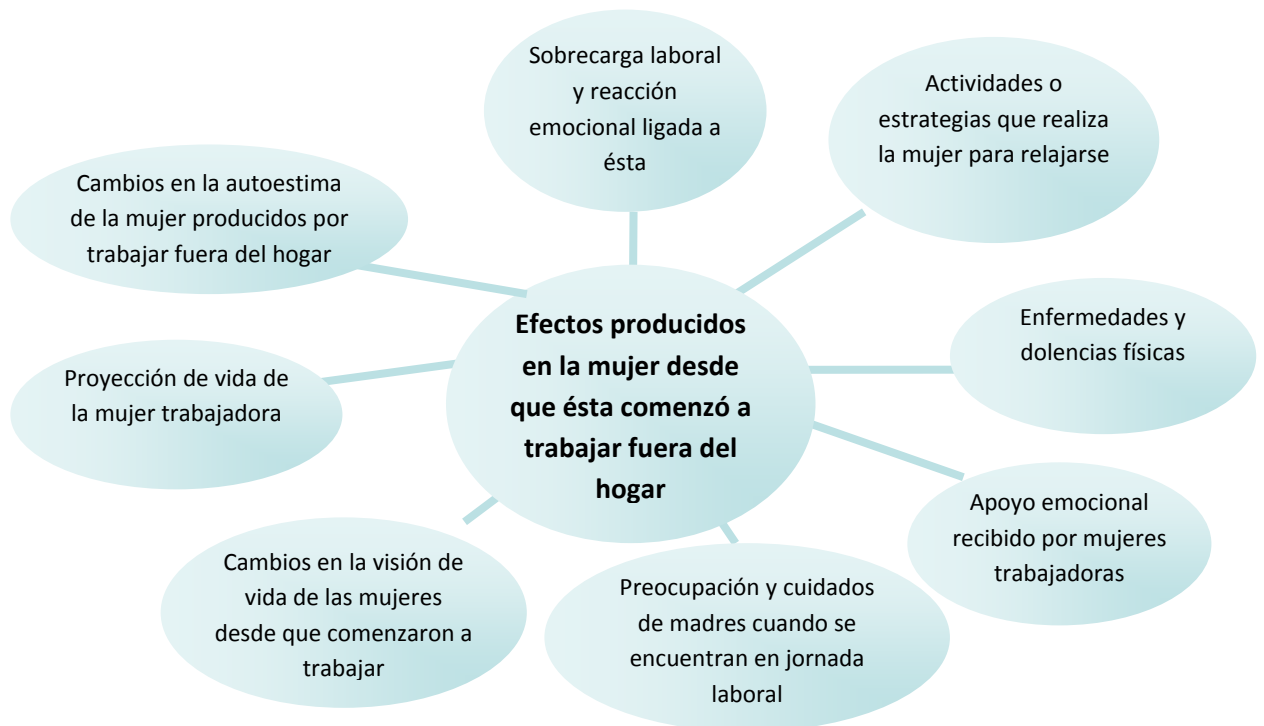 Sobrecarga laboral
y reacción
emocional ligada a
ésta
Actividades o
estrategias que realiza
la mujer para relajarse
Cambios en la autoestima
de la mujer producidos por
trabajar fuera del hogar
Efectos producidos
en la mujer desde
que ésta comenzó a
trabajar fuera del
hogar
Enfermedades y
dolencias físicas
Proyección de vida de
la mujer trabajadora
Apoyo emocional
recibido por mujeres
trabajadoras
Cambios en la visión de
vida de las mujeres
desde que comenzaron a
trabajar
Preocupación y cuidados
de madres cuando se
encuentran en jornada
laboral